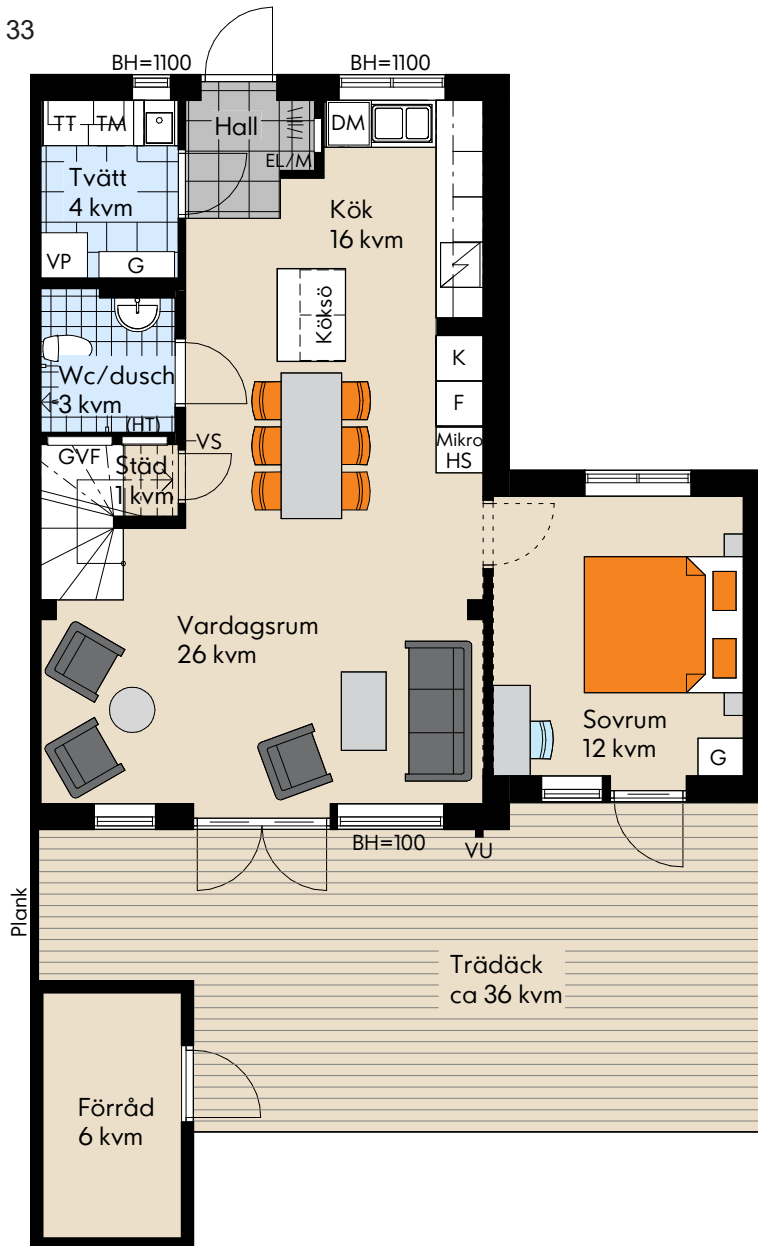 33
BH=1100
BH=1100
TT
TM
Hall
DM
EL/M
Tvätt
4 kvm
Kök
16 kvm
VP
G
Köksö
Wc/dusch
3 kvm
K
F
(HT)
Mikro
HS
VS
GVF
Städ
1 kvm
Vardagsrum
26 kvm
Sovrum
12 kvm
G
BH=100
VU
Plank
Trädäck
ca 36 kvm
Förråd
6 kvm